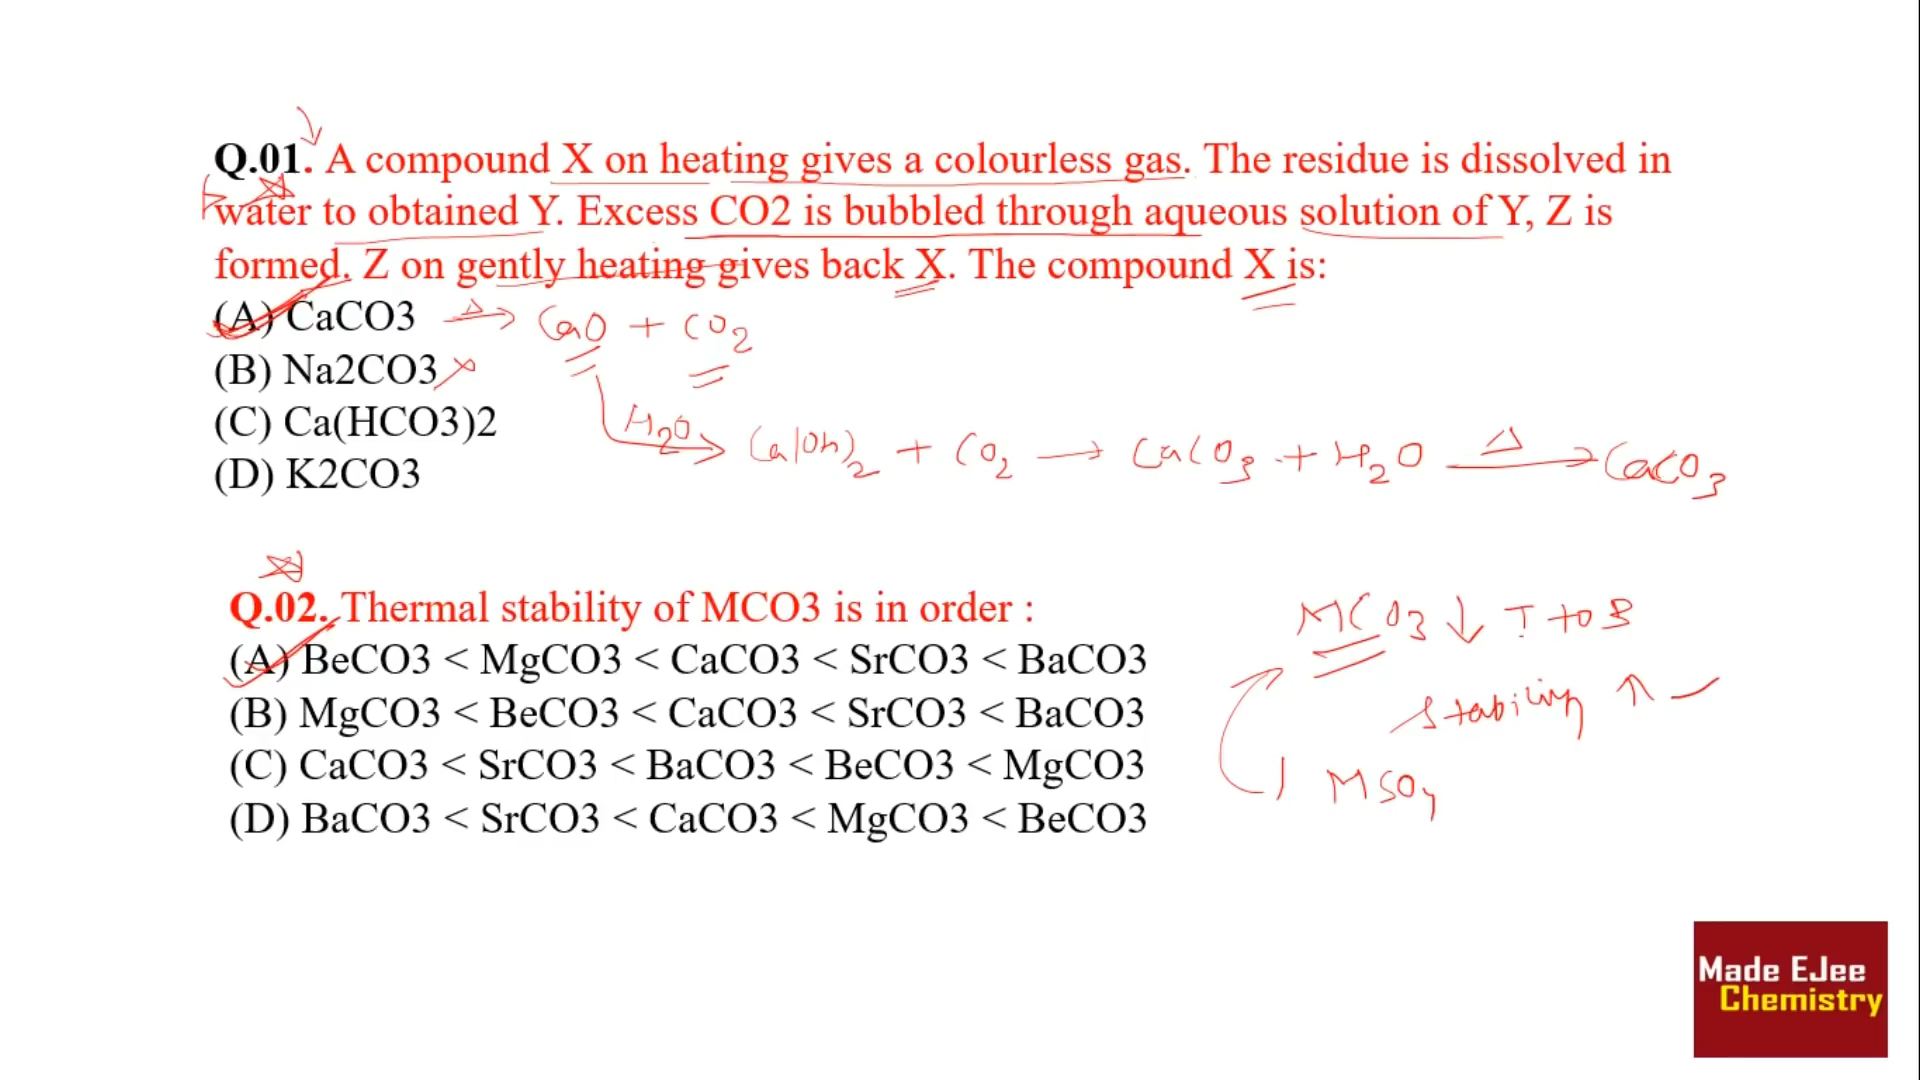 Q.01. A compound X on heating gives a colourless gas. The residue is dissolved in
water to obtained Y. Excess CO2 is bubbled through aqueous solution of Y, Z is
formed. Z on gently heating gives back X. The compound X is:
(A) CaCO3 Δ→ CaO + CO2
(B) Na2CO3 ×
(C) Ca(HCO3)2
H2O→ Ca(OH)2 + CO2 → CaCO3 + H2O Δ→ CaCO3
(D) K2CO3
Q.02. Thermal stability of MCO3 is in order :
MCO3 ↓ T to B
(A) BeCO3 < MgCO3 < CaCO3 < SrCO3 < BaCO3
(B) MgCO3 < BeCO3 < CaCO3 < SrCO3 < BaCO3
Stability ↑
(C) CaCO3 < SrCO3 < BaCO3 < BeCO3 < MgCO3
MSO4
(D) BaCO3 < SrCO3 < CaCO3 < MgCO3 < BeCO3
Made EJee
Chemistry